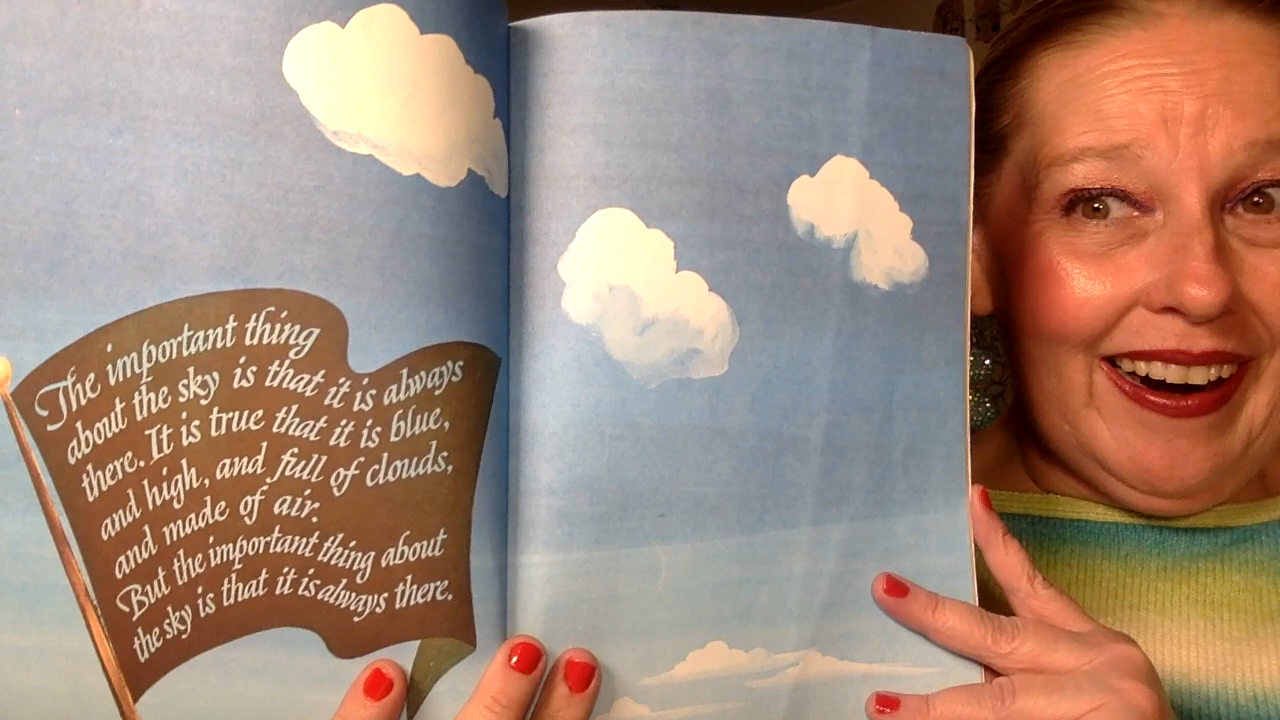 The important thing
about the sky is that it is always
there. It is true that it is blue,
and high, and full of clouds,
and made of air.
But the important thing about
the sky is that it is always there.